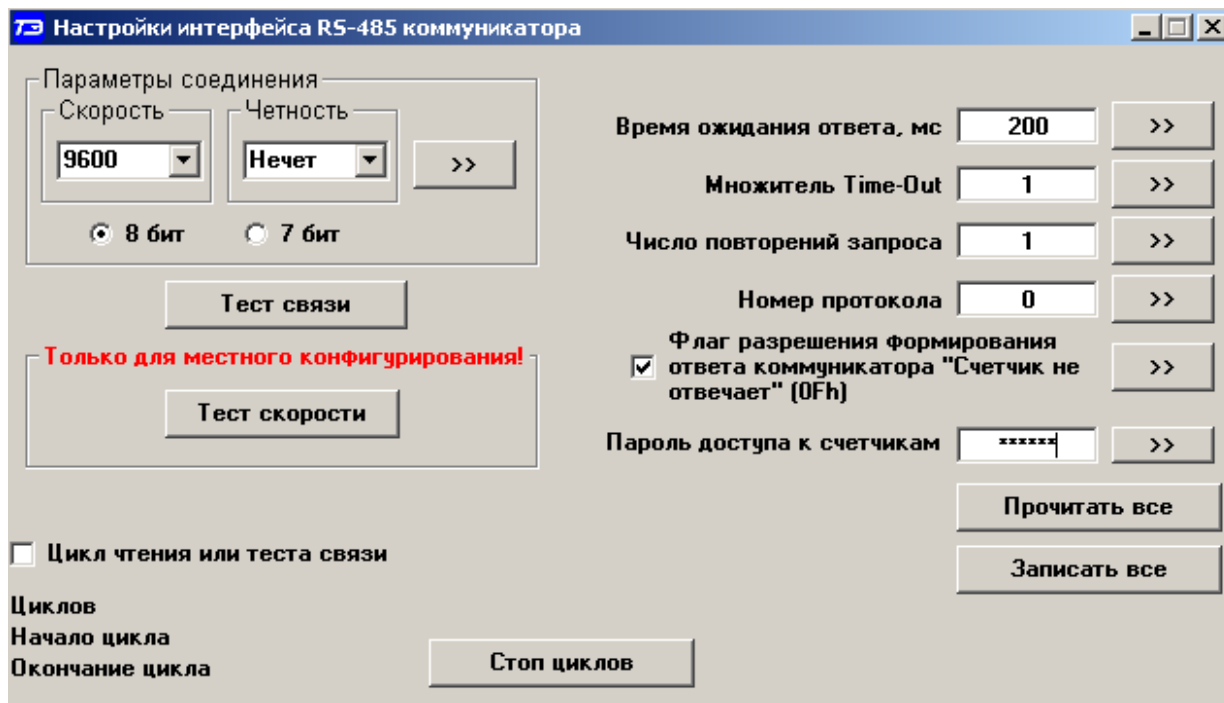 ТЭ Настройки интерфейса RS-485 коммуникатора
Параметры соединения
Скорость
Четность
9600
Нечет
>>
8 бит
7 бит
Тест связи
Только для местного конфигурирования!
Тест скорости
Время ожидания ответа, мс 200 >>
Множитель Time-Out 1 >>
Число повторений запроса 1 >>
Номер протокола 0 >>
Флаг разрешения формирования
ответа коммуникатора "Счетчик не
отвечает" (0Fh)
>>
Пароль доступа к счетчикам ****** >>
Прочитать все
Записать все
Цикл чтения или теста связи
Циклов
Начало цикла
Окончание цикла
Стоп циклов